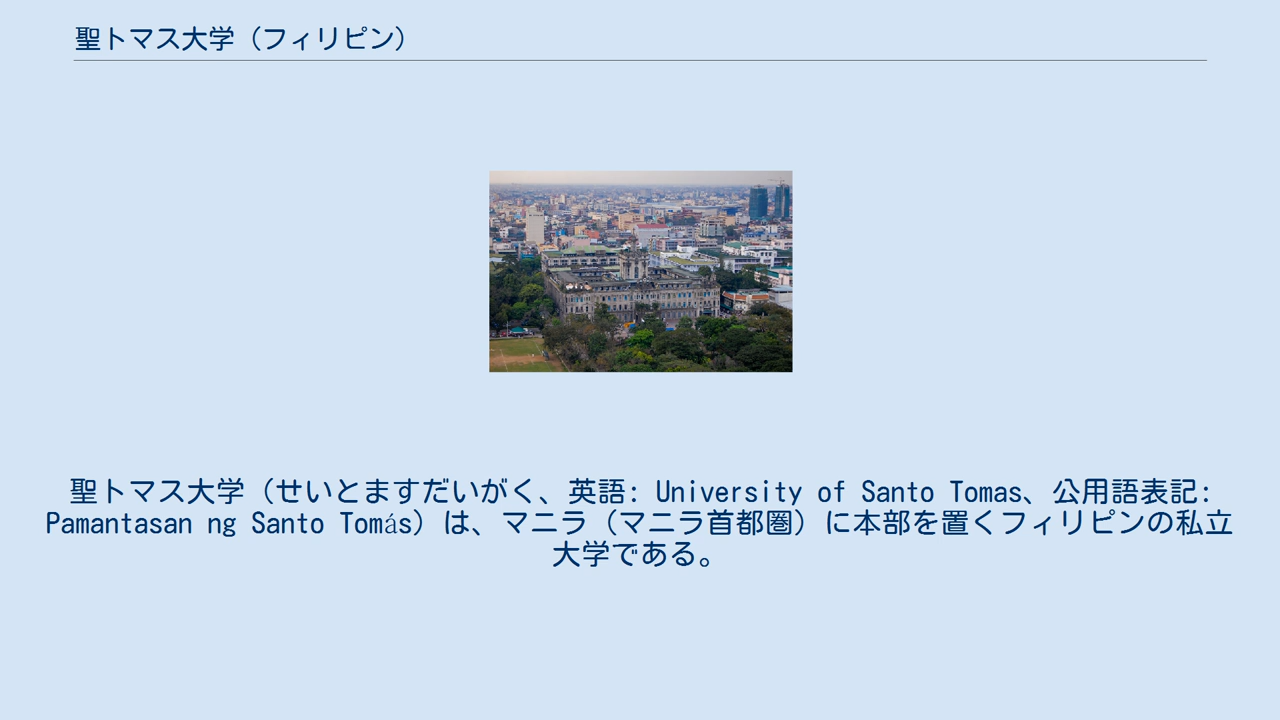 聖トマス大学（フィリピン）
聖トマス大学（せいとますだいがく、英語: University of Santo Tomas、公用語表記:
Pamantasan ng Santo Tomás）は、マニラ（マニラ首都圏）に本部を置くフィリピンの私立
大学である。